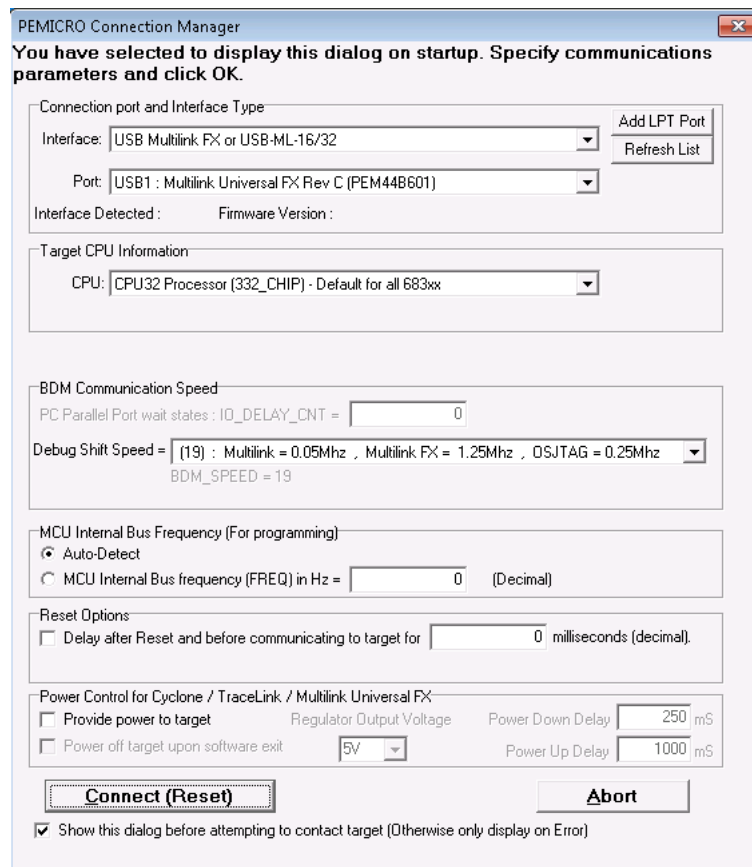 PEMICRO Connection Manager
You have selected to display this dialog on startup. Specify communications
parameters and click OK.
Connection port and Interface Type
Add LPT Port
Interface: USB Multilink FX or USB-ML-16/32
Refresh List
Port: USB1 : Multilink Universal FX Rev C (PEM44B601)
Interface Detected : Firmware Version :
Target CPU Information
CPU: CPU32 Processor (332_CHIP) - Default for all 683xx
BDM Communication Speed
PC Parallel Port wait states : IO_DELAY_CNT = 0
Debug Shift Speed = (19) : Multilink = 0.05Mhz , Multilink FX = 1.25Mhz , OSJTAG = 0.25Mhz
BDM_SPEED = 19
MCU Internal Bus Frequency (For programming)
Auto-Detect
MCU Internal Bus frequency (FREQ) in Hz = 0 (Decimal)
Reset Options
Delay after Reset and before communicating to target for 0 milliseconds (decimal).
Power Control for Cyclone / TraceLink / Multilink Universal FX
Provide power to target Regulator Output Voltage Power Down Delay 250 mS
Power off target upon software exit 5V Power Up Delay 1000 mS
Connect (Reset) Abort
Show this dialog before attempting to contact target (Otherwise only display on Error)